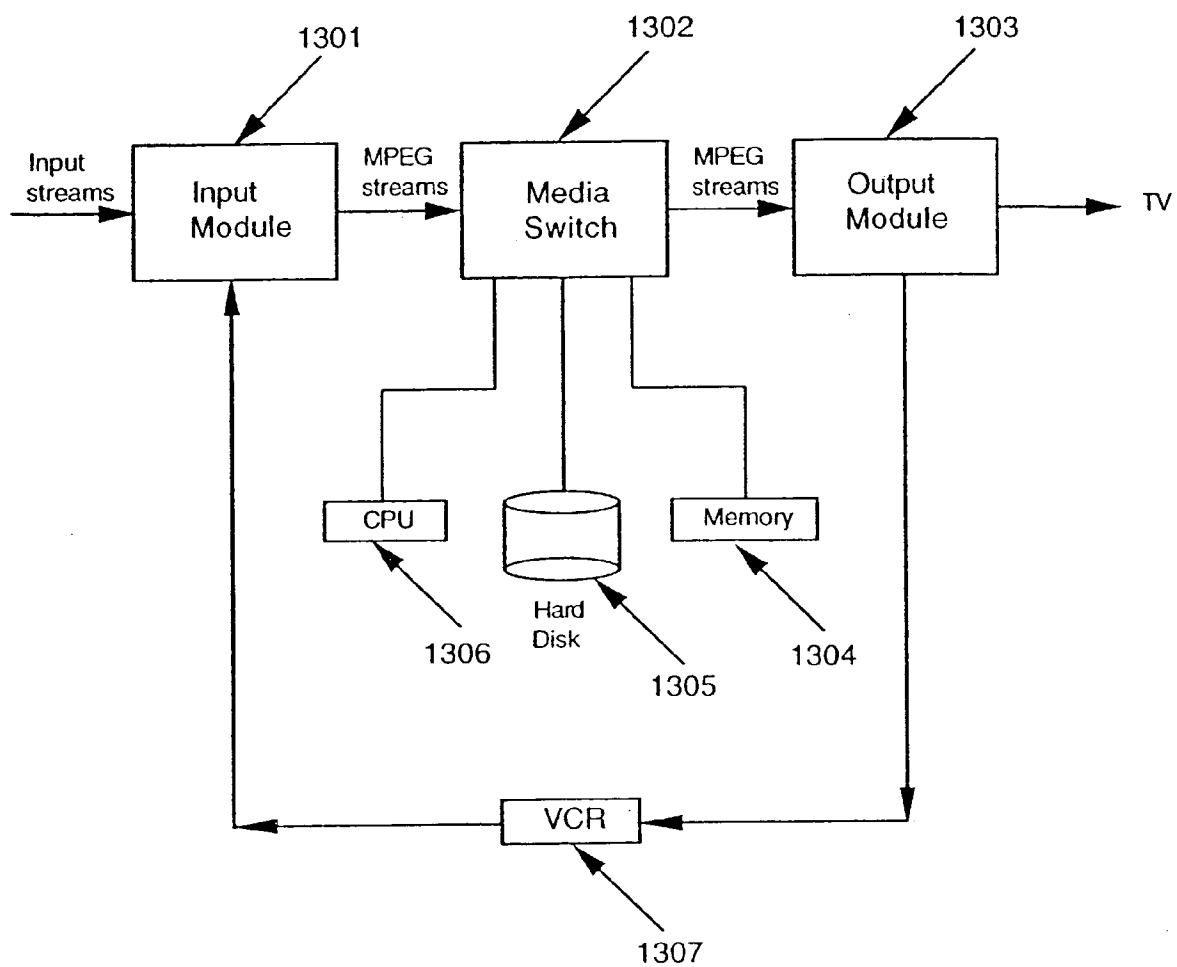 1301
1302
1303
Input
streams
Input
Module
MPEG
streams
Media
Switch
MPEG
streams
Output
Module
TV
CPU
Memory
Hard
Disk
1306
1305
1304
VCR
1307